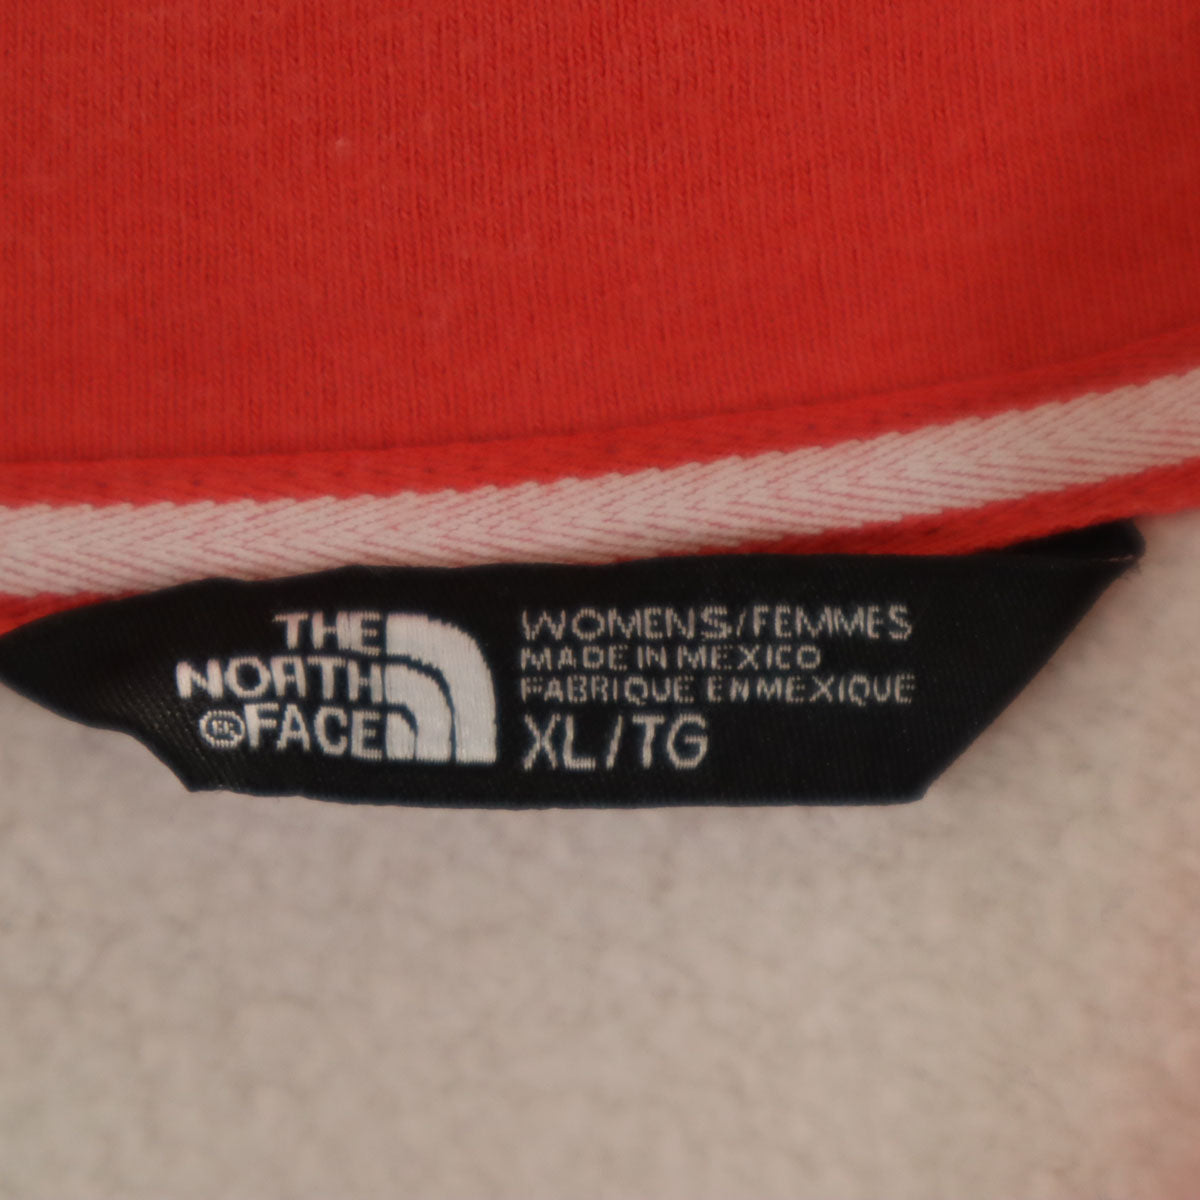 THE
NORTH
®FACE
WOMENS/FEMMES
MADE IN MEXICO
FABRIQUE EN MEXIQUE
XL/TG